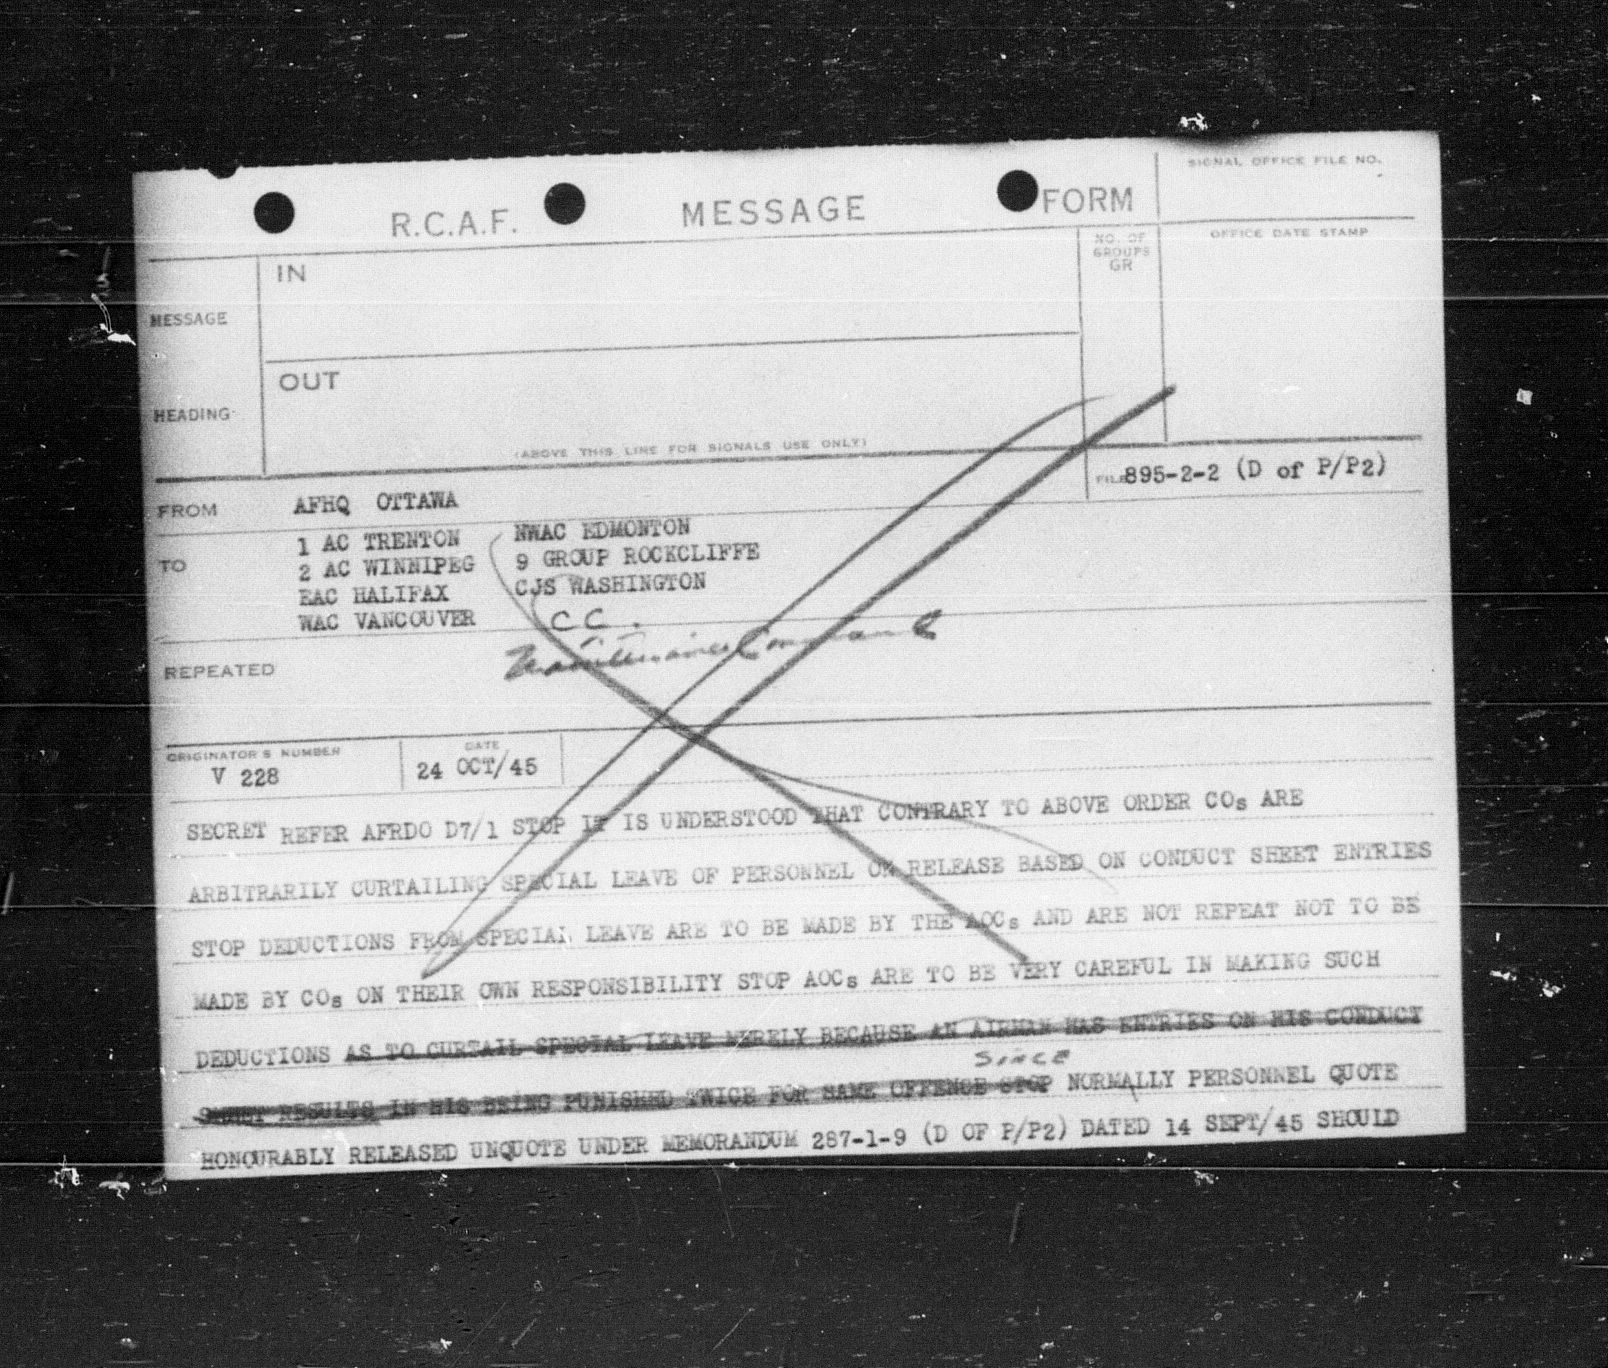 SIGNAL OFFICE FILE NO.
R.C.A.F. MESSAGE FORM
OFFICE DATE STAMP
NO. OF
GROUPS
GR
IN
MESSAGE
OUT
HEADING
(ABOVE THIS LINE FOR SIGNALS USE ONLY)
FILE 895-2-2 (D of P/P2)
FROM AFHQ OTTAWA
TO 1 AC TRENTON NWAC EDMONTON
2 AC WINNIPEG 9 GROUP ROCKCLIFFE
EAC HALIFAX CJS WASHINGTON
WAC VANCOUVER C C .
Maintenance Command
REPEATED
ORIGINATOR'S NUMBER DATE
V 228 24 OCT/45
SECRET REFER AFRDO D7/1 STOP IT IS UNDERSTOOD THAT CONTRARY TO ABOVE ORDER COs ARE
ARBITRARILY CURTAILING SPECIAL LEAVE OF PERSONNEL ON RELEASE BASED ON CONDUCT SHEET ENTRIES
STOP DEDUCTIONS FROM SPECIAL LEAVE ARE TO BE MADE BY THE AOCs AND ARE NOT REPEAT NOT TO BE
MADE BY COs ON THEIR OWN RESPONSIBILITY STOP AOCs ARE TO BE VERY CAREFUL IN MAKING SUCH
DEDUCTIONS AS TO CURTAIL SPECIAL LEAVE MERELY BECAUSE AN AIRMAN HAS ENTRIES ON HIS CONDUCT
SINCE
SHEET RESULTS IN HIS BEING PUNISHED TWICE FOR SAME OFFENCE STOP NORMALLY PERSONNEL QUOTE
HONOURABLY RELEASED UNQUOTE UNDER MEMORANDUM 287-1-9 (D OF P/P2) DATED 14 SEPT/45 SHOULD